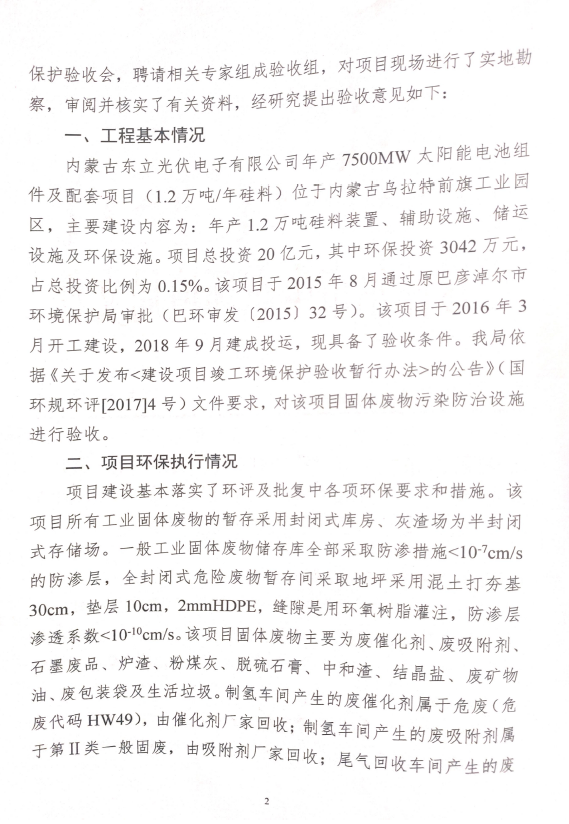 保护验收会，聘请相关专家组成验收组，对项目现场进行了实地勘
察，审阅并核实了有关资料，经研究提出验收意见如下：
一、工程基本情况
内蒙古东立光伏电子有限公司年产 7500MW 太阳能电池组
件及配套项目（1.2 万吨/年硅料）位于内蒙古乌拉特前旗工业园
区，主要建设内容为：年产 1.2 万吨硅料装置、辅助设施、储运
设施及环保设施。项目总投资 20 亿元，其中环保投资 3042 万元，
占总投资比例为 0.15%。该项目于 2015 年 8 月通过原巴彦淖尔市
环境保护局审批（巴环审发〔2015〕32 号）。该项目于 2016 年 3
月开工建设，2018 年 9 月建成投运，现具备了验收条件。我局依
据《关于发布<建设项目竣工环境保护验收暂行办法>的公告》（国
环规环评[2017]4 号）文件要求，对该项目固体废物污染防治设施
进行验收。
二、项目环保执行情况
项目建设基本落实了环评及批复中各项环保要求和措施。该
项目所有工业固体废物的暂存采用封闭式库房、灰渣场为半封闭
式存储场。一般工业固体废物储存库全部采取防渗措施<10-7cm/s
的防渗层，全封闭式危险废物暂存间采取地坪采用混土打夯基
30cm，垫层 10cm，2mmHDPE，缝隙是用环氧树脂灌注，防渗层
渗透系数<10-10cm/s。该项目固体废物主要为废催化剂、废吸附剂、
石墨废品、炉渣、粉煤灰、脱硫石膏、中和渣、结晶盐、废矿物
油、废包装袋及生活垃圾。制氢车间产生的废催化剂属于危废（危
废代码 HW49），由催化剂厂家回收；制氢车间产生的废吸附剂属
于第Ⅱ类一般固废，由吸附剂厂家回收；尾气回收车间产生的废
2